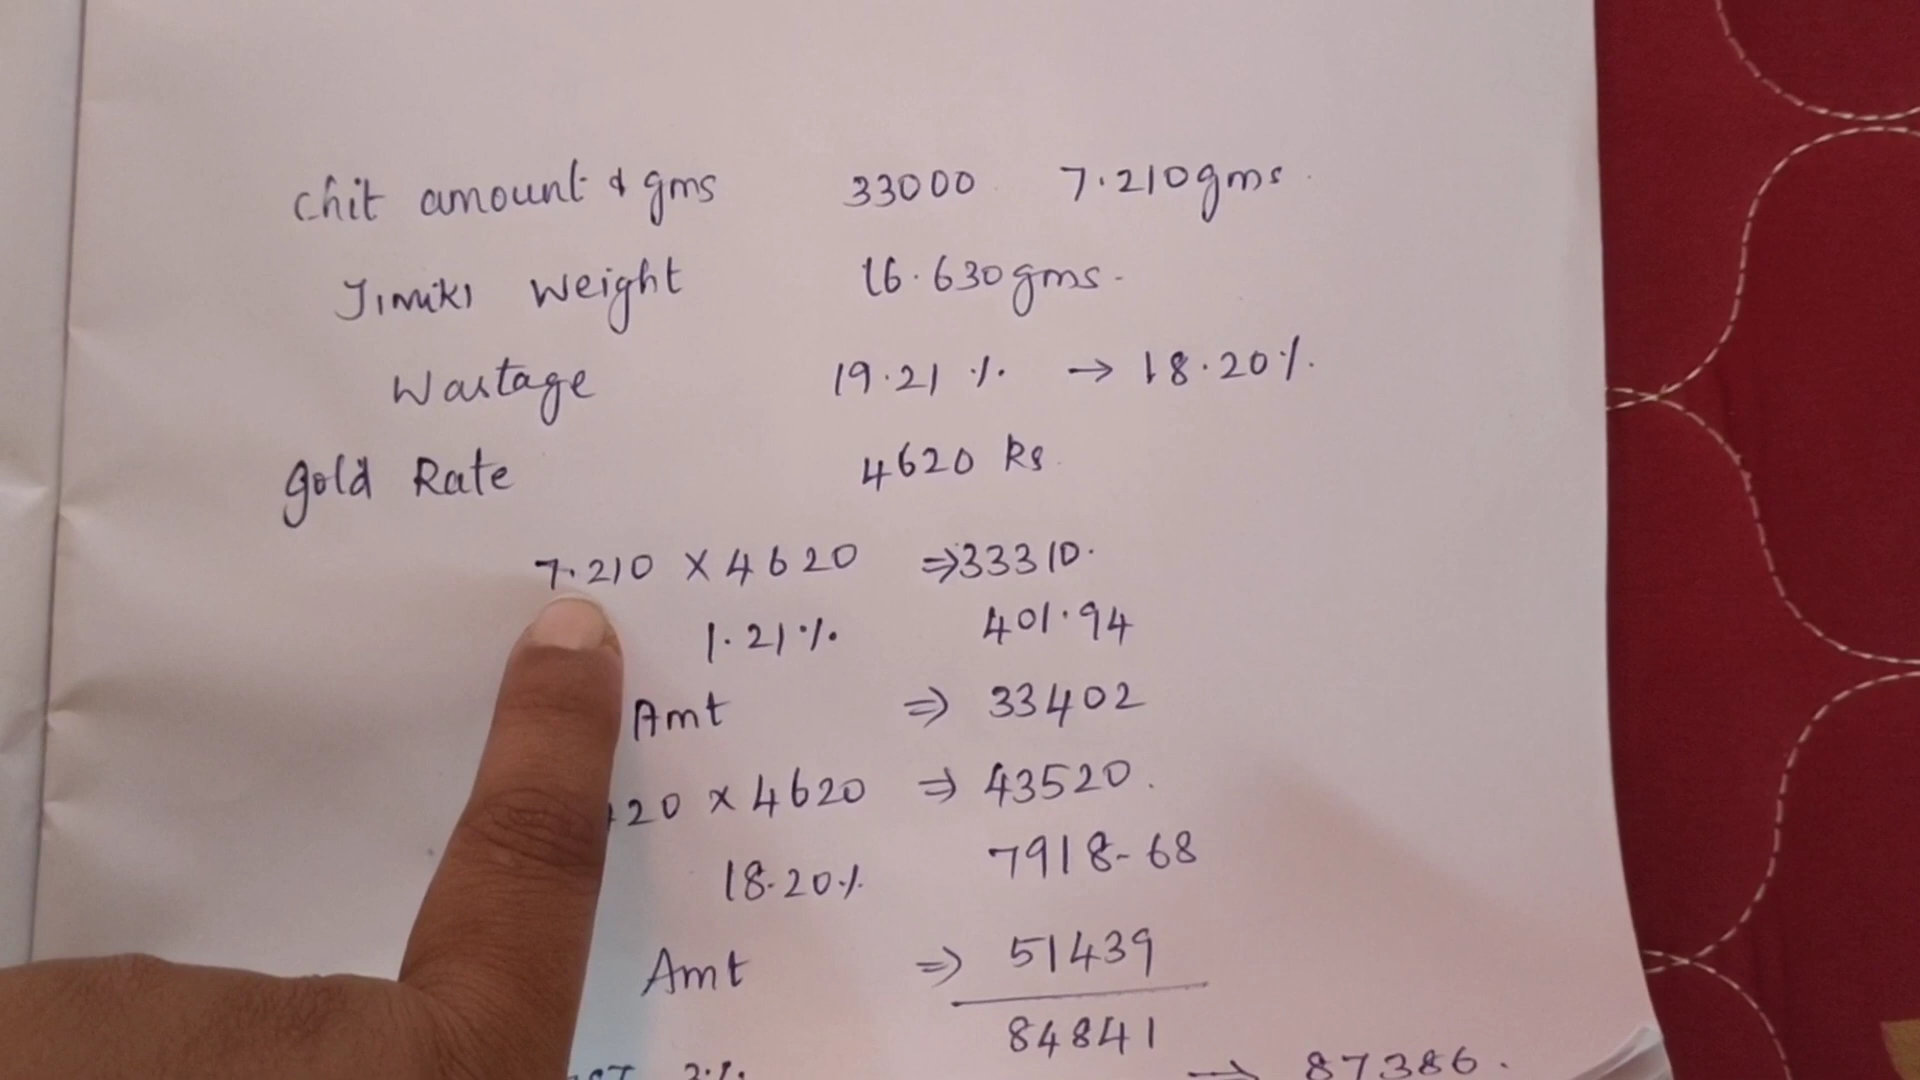 Chit amount & gms 33000 7.210gms
Jimiki Weight 16.630gms.
Wastage 19.21 % → 18.20%.
Gold Rate 4620 Rs.
7.210 x 4620 ⇒ 33310.
1.21% 401.94
Amt ⇒ 33402
20 x 4620 ⇒ 43520.
18.20% 7918-68
Amt ⇒ 51439
84841
→ 87386.